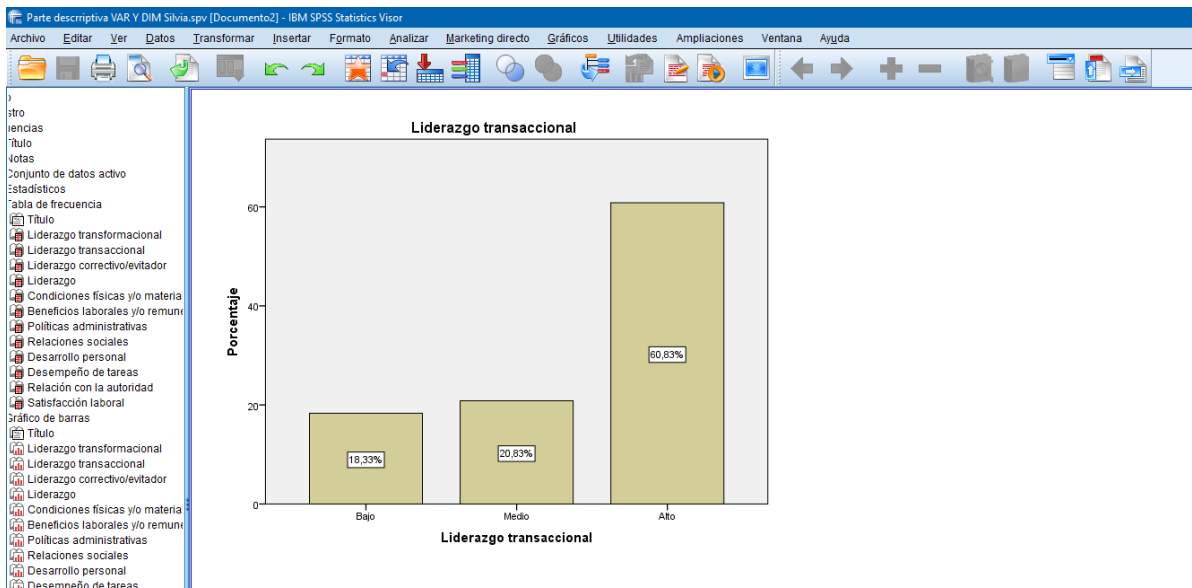 Parte descrriptiva VAR Y DIM Silvia.spv [Documento2] - IBM SPSS Statistics Visor
Archivo Editar Ver Datos Transformar Insertar Formato Analizar Marketing directo Gráficos Utilidades Ampliaciones Ventana Ayuda
stro
iencias
Título
Notas
Conjunto de datos activo
Estadísticos
Tabla de frecuencia
Título
Liderazgo transformacional
Liderazgo transaccional
Liderazgo correctivo/evitador
Liderazgo
Condiciones físicas y/o materia
Beneficios laborales y/o remune
Políticas administrativas
Relaciones sociales
Desarrollo personal
Desempeño de tareas
Relación con la autoridad
Satisfacción laboral
Gráfico de barras
Título
Liderazgo transformacional
Liderazgo transaccional
Liderazgo correctivo/evitador
Liderazgo
Condiciones físicas y/o materia
Beneficios laborales y/o remune
Políticas administrativas
Relaciones sociales
Desarrollo personal
Desempeño de tareas
Liderazgo transaccional
Porcentaje
60
40
20
0
18,33%
20,83%
60,83%
Bajo Medio Alto
Liderazgo transaccional